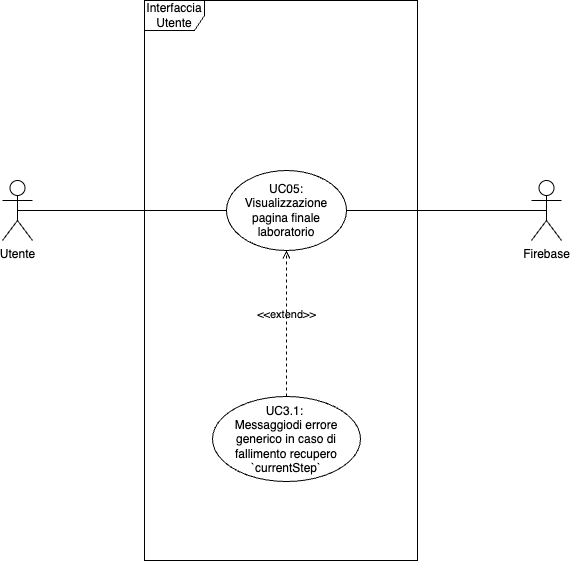 Interfaccia
Utente
UC05:
Visualizzazione
pagina finale
laboratorio
Utente
Firebase
<<extend>>
UC3.1:
Messaggiodi errore
generico in caso di
fallimento recupero
`currentStep`